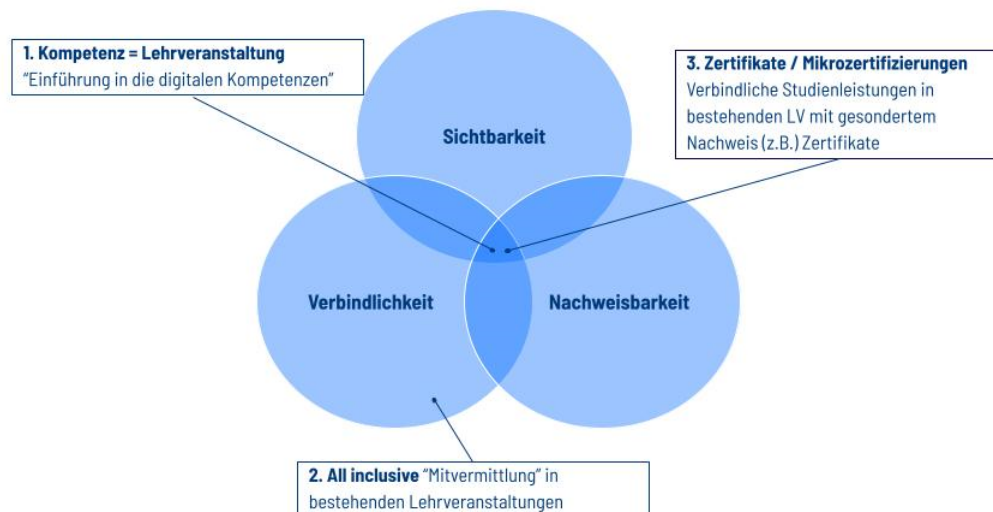 1. Kompetenz = Lehrveranstaltung
“Einführung in die digitalen Kompetenzen”
3. Zertifikate / Mikrozertifizierungen
Verbindliche Studienleistungen in
bestehenden LV mit gesondertem
Nachweis (z.B.) Zertifikate
Sichtbarkeit
Verbindlichkeit
Nachweisbarkeit
2. All inclusive “Mitvermittlung” in
bestehenden Lehrveranstaltungen